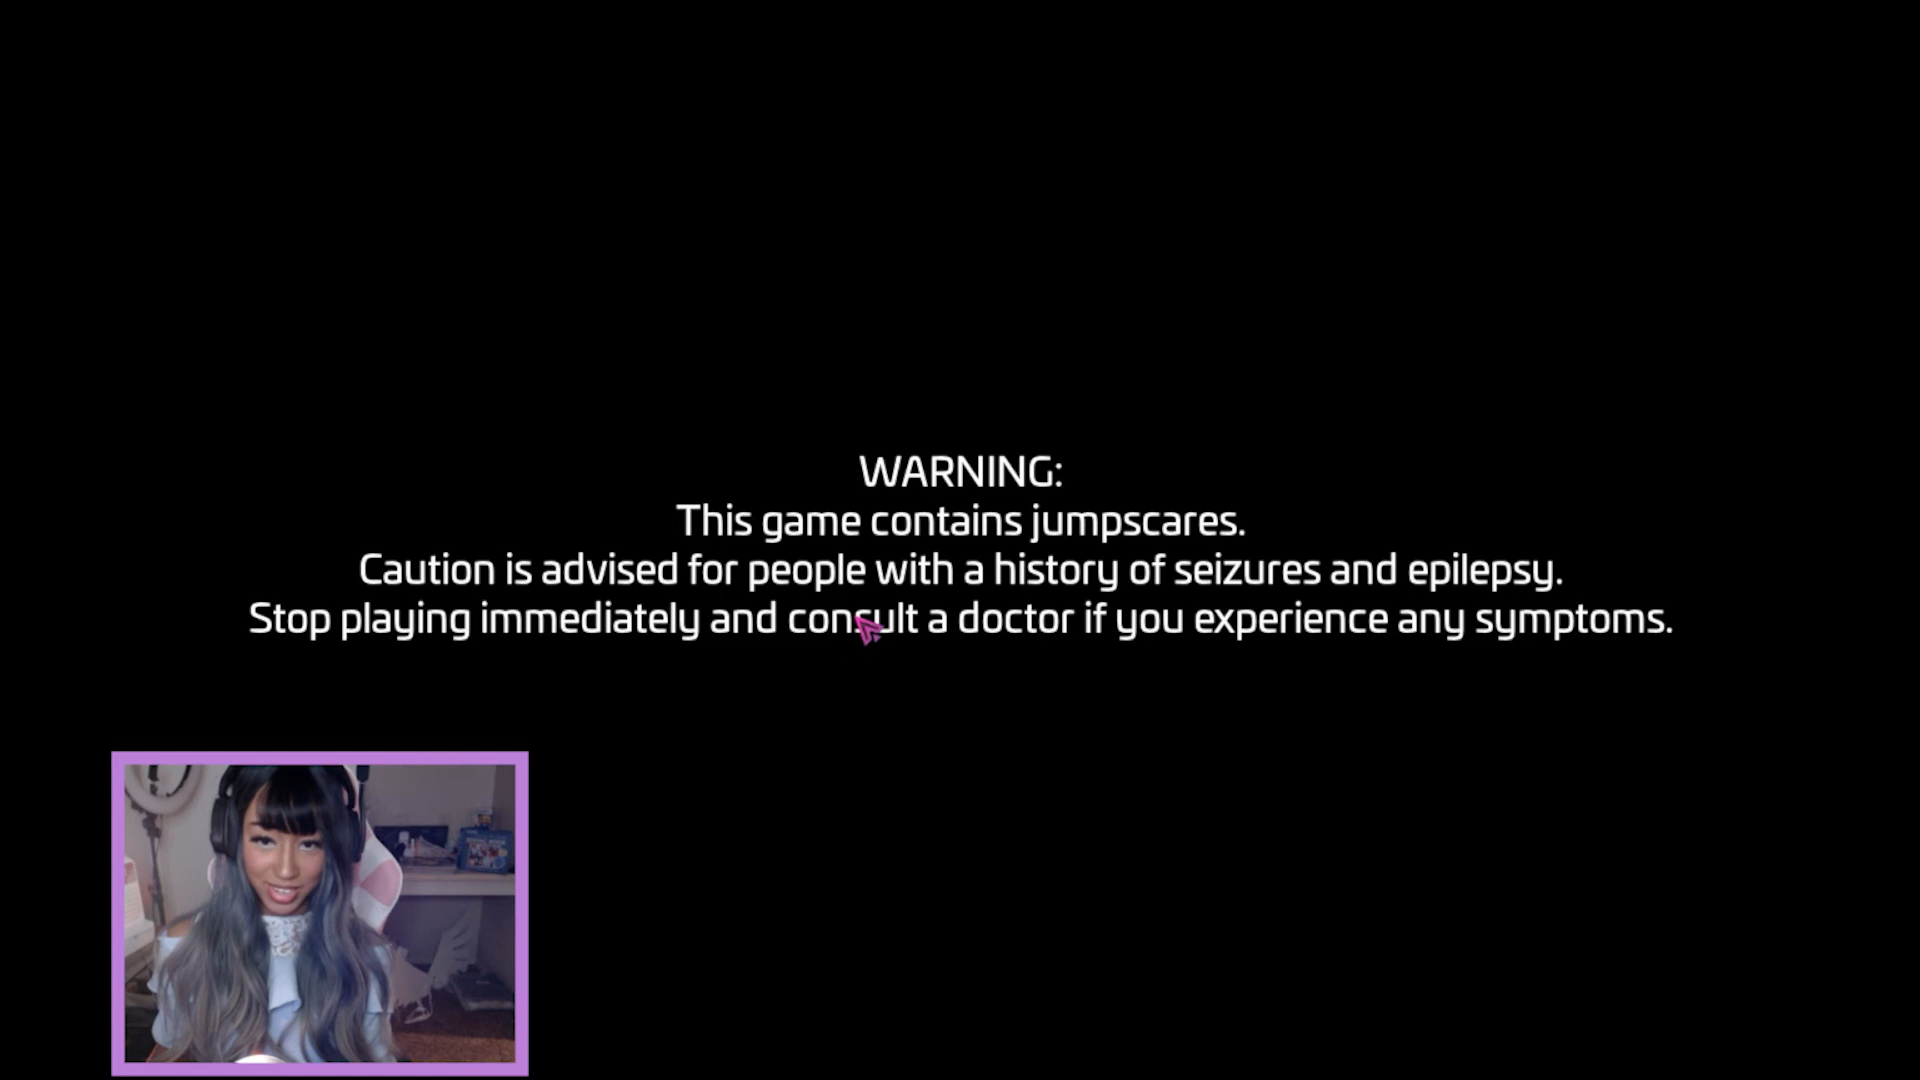 WARNING:
This game contains jumpscares.
Caution is advised for people with a history of seizures and epilepsy.
Stop playing immediately and consult a doctor if you experience any symptoms.